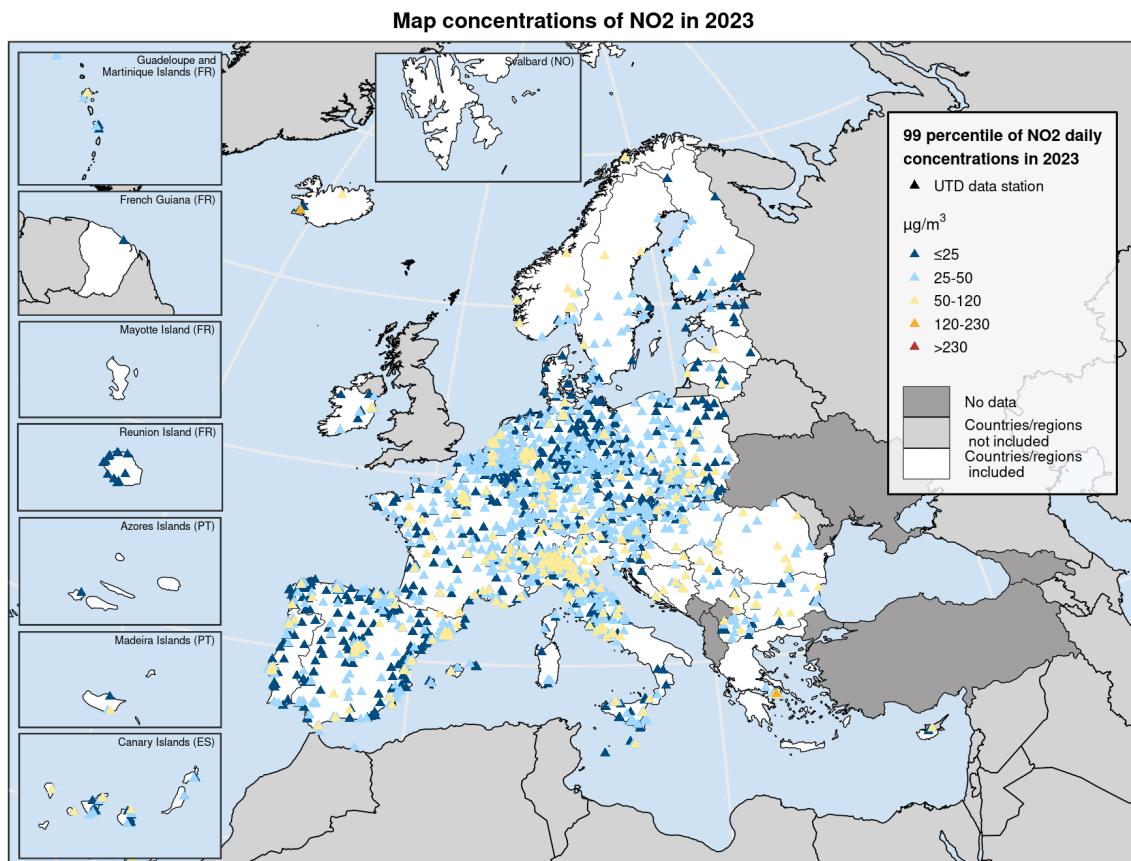 Map concentrations of NO2 in 2023
Guadeloupe and
Martinique Islands (FR)
Svalbard (NO)
French Guiana (FR)
Mayotte Island (FR)
Reunion Island (FR)
Azores Islands (PT)
Madeira Islands (PT)
Canary Islands (ES)
99 percentile of NO2 daily
concentrations in 2023
UTD data station
µg/m³
≤25
25-50
50-120
120-230
>230
No data
Countries/regions
not included
Countries/regions
included